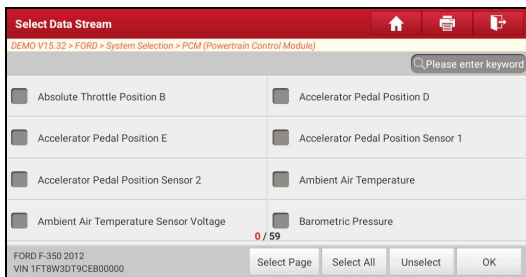 Select Data Stream
DEMO V15.32 > FORD > System Selection > PCM (Powertrain Control Module)
Please enter keyword
Absolute Throttle Position B
Accelerator Pedal Position D
Accelerator Pedal Position E
Accelerator Pedal Position Sensor 1
Accelerator Pedal Position Sensor 2
Ambient Air Temperature
Ambient Air Temperature Sensor Voltage
Barometric Pressure
0 / 59
FORD F-350 2012
VIN 1FT8W3DT9CEB00000
Select Page
Select All
Unselect
OK